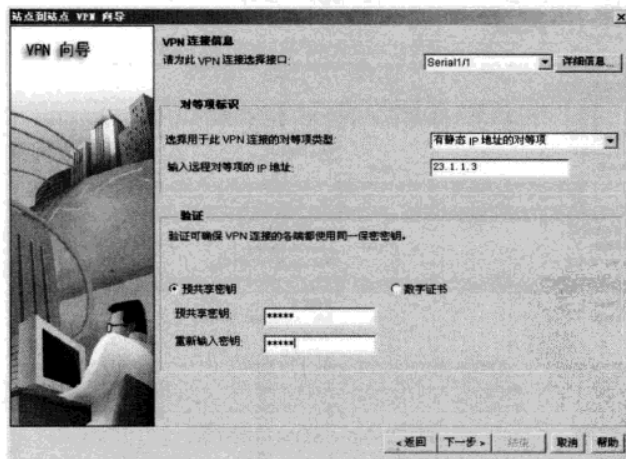 站点到站点 VPN 向导
VPN 向导
VPN 连接信息
请为此 VPN 连接选择接口:
Serial1/1
详细信息...
对等项标识
选择用于此 VPN 连接的对等项类型:
有静态 IP 地址的对等项
输入远程对等项的 IP 地址:
23.1.1.3
验证
验证可确保 VPN 连接的各端都使用同一保密密钥。
预共享密钥
数字证书
预共享密钥:
*****
重新输入密钥:
*****
<返回
下一步>
结束
取消
帮助